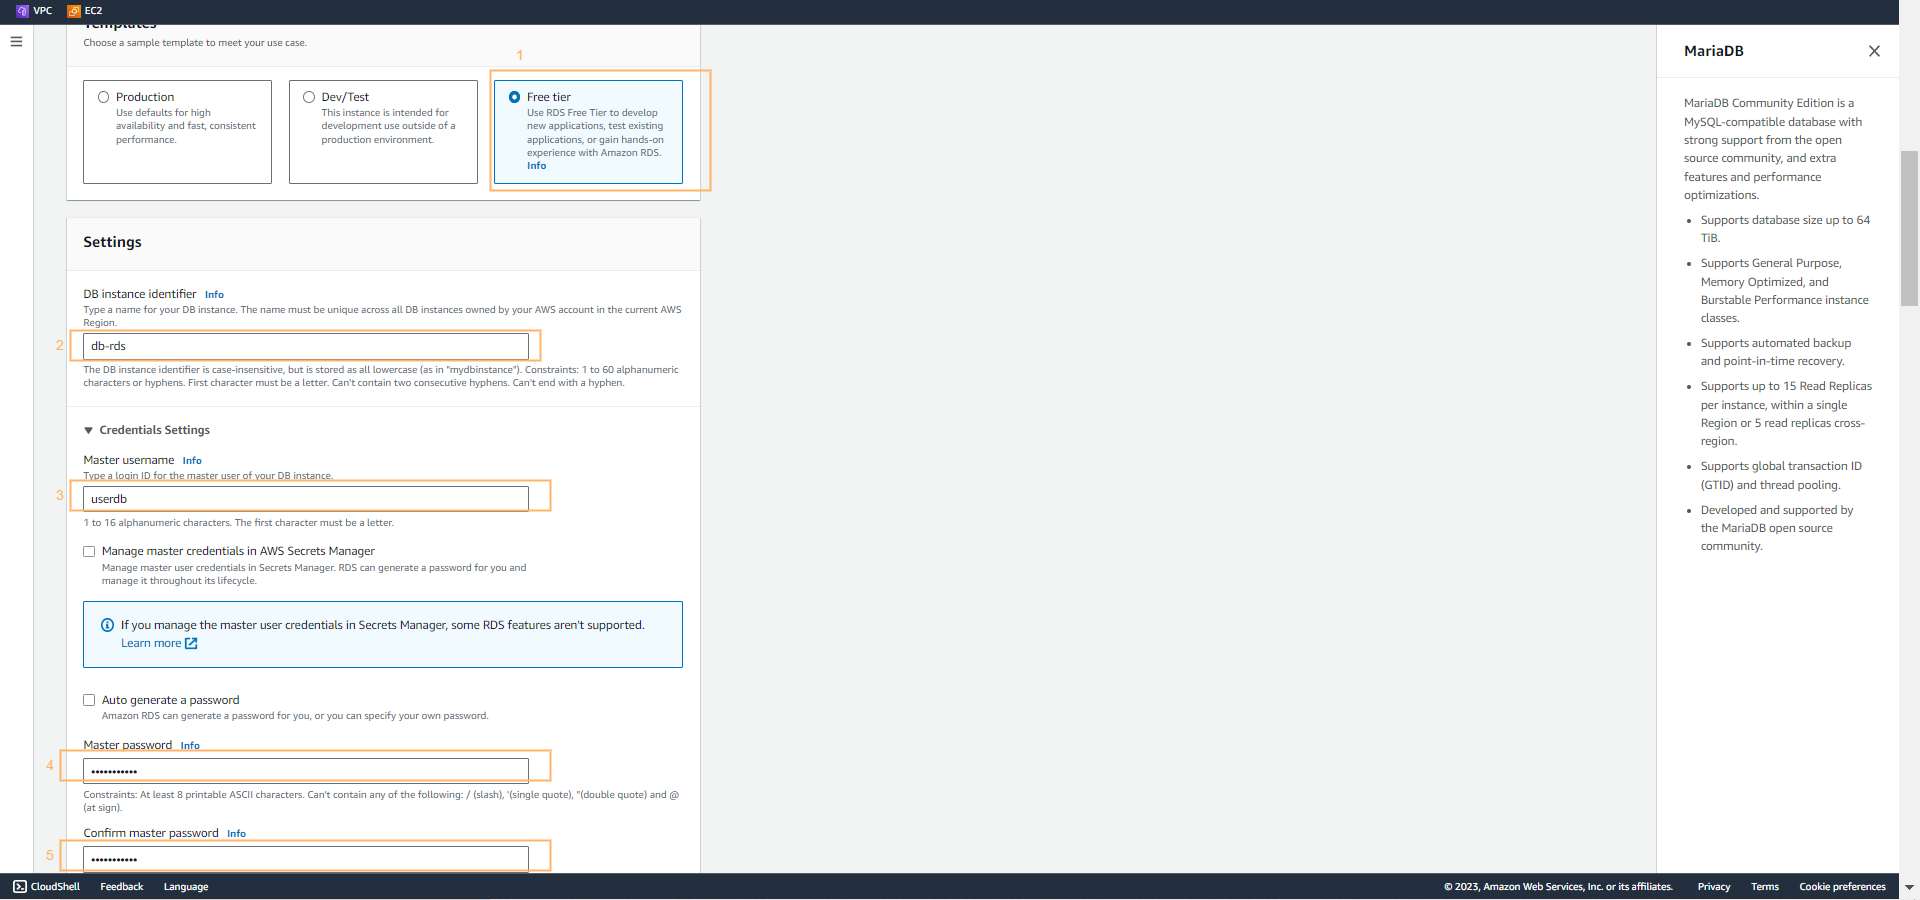 VPC EC2
Templates
Choose a sample template to meet your use case.
1
Production
Use defaults for high
availability and fast, consistent
performance.
Dev/Test
This instance is intended for
development use outside of a
production environment.
Free tier
Use RDS Free Tier to develop
new applications, test existing
applications, or gain hands-on
experience with Amazon RDS.
Info
Settings
DB instance identifier Info
Type a name for your DB instance. The name must be unique across all DB instances owned by your AWS account in the current AWS
Region.
2
db-rds
The DB instance identifier is case-insensitive, but is stored as all lowercase (as in "mydbinstance"). Constraints: 1 to 60 alphanumeric
characters or hyphens. First character must be a letter. Can't contain two consecutive hyphens. Can't end with a hyphen.
Credentials Settings
Master username Info
Type a login ID for the master user of your DB instance.
3
userdb
1 to 16 alphanumeric characters. The first character must be a letter.
Manage master credentials in AWS Secrets Manager
Manage master user credentials in Secrets Manager. RDS can generate a password for you and
manage it throughout its lifecycle.
If you manage the master user credentials in Secrets Manager, some RDS features aren't supported.
Learn more
Auto generate a password
Amazon RDS can generate a password for you, or you can specify your own password.
Master password Info
4
•••••••••••
Constraints: At least 8 printable ASCII characters. Can't contain any of the following: / (slash), '(single quote), "(double quote) and @
(at sign).
Confirm master password Info
5
•••••••••••
MariaDB
MariaDB Community Edition is a
MySQL-compatible database with
strong support from the open
source community, and extra
features and performance
optimizations.
• Supports database size up to 64
TiB.
• Supports General Purpose,
Memory Optimized, and
Burstable Performance instance
classes.
• Supports automated backup
and point-in-time recovery.
• Supports up to 15 Read Replicas
per instance, within a single
Region or 5 read replicas cross-
region.
• Supports global transaction ID
(GTID) and thread pooling.
• Developed and supported by
the MariaDB open source
community.
CloudShell Feedback Language © 2023, Amazon Web Services, Inc. or its affiliates. Privacy Terms Cookie preferences